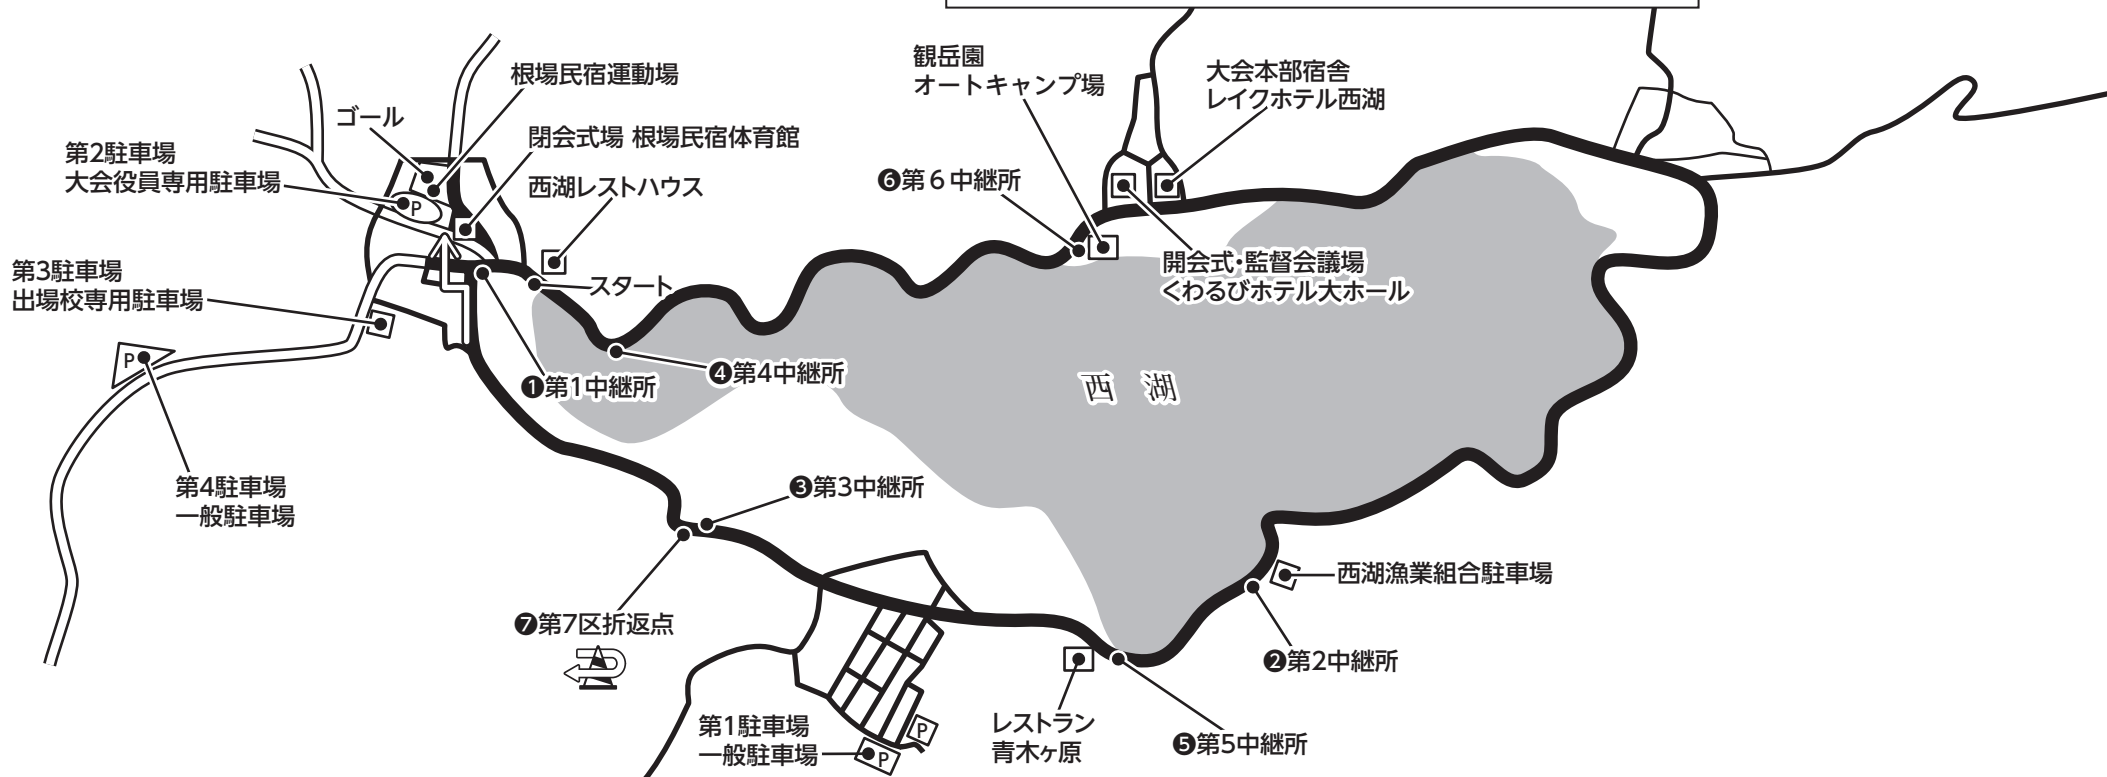 観岳園
オートキャンプ場
大会本部宿舎
レイクホテル西湖
根場民宿運動場
ゴール
閉会式場 根場民宿体育館
第2駐車場
大会役員専用駐車場
P
西湖レストハウス
❻第6中継所
第3駐車場
出場校専用駐車場
スタート
開会式・監督会議場
くわるびホテル大ホール
P
❶第1中継所
❹第4中継所
西 湖
第4駐車場
一般駐車場
❸第3中継所
西湖漁業組合駐車場
❼第7区折返点
❷第2中継所
第1駐車場
一般駐車場
P
P
レストラン
青木ヶ原
❺第5中継所